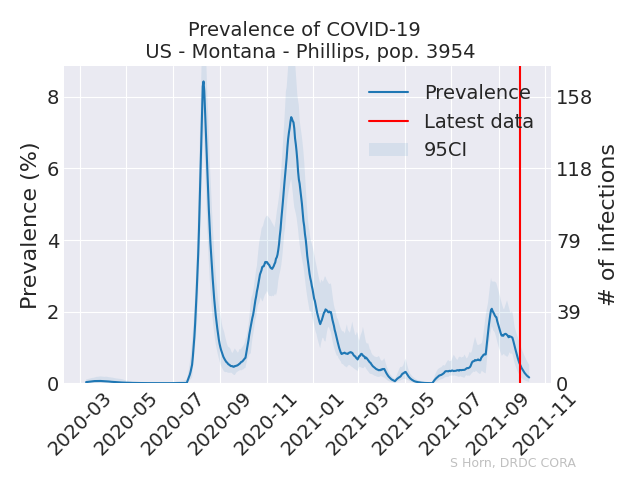 Prevalence of COVID-19
US - Montana - Phillips, pop. 3954
Prevalence (%)
8
6
4
2
0
158
118
79
39
0
# of infections
Prevalence
Latest data
95CI
2020-03
2020-05
2020-07
2020-09
2020-11
2021-01
2021-03
2021-05
2021-07
2021-09
2021-11
S Horn, DRDC CORA